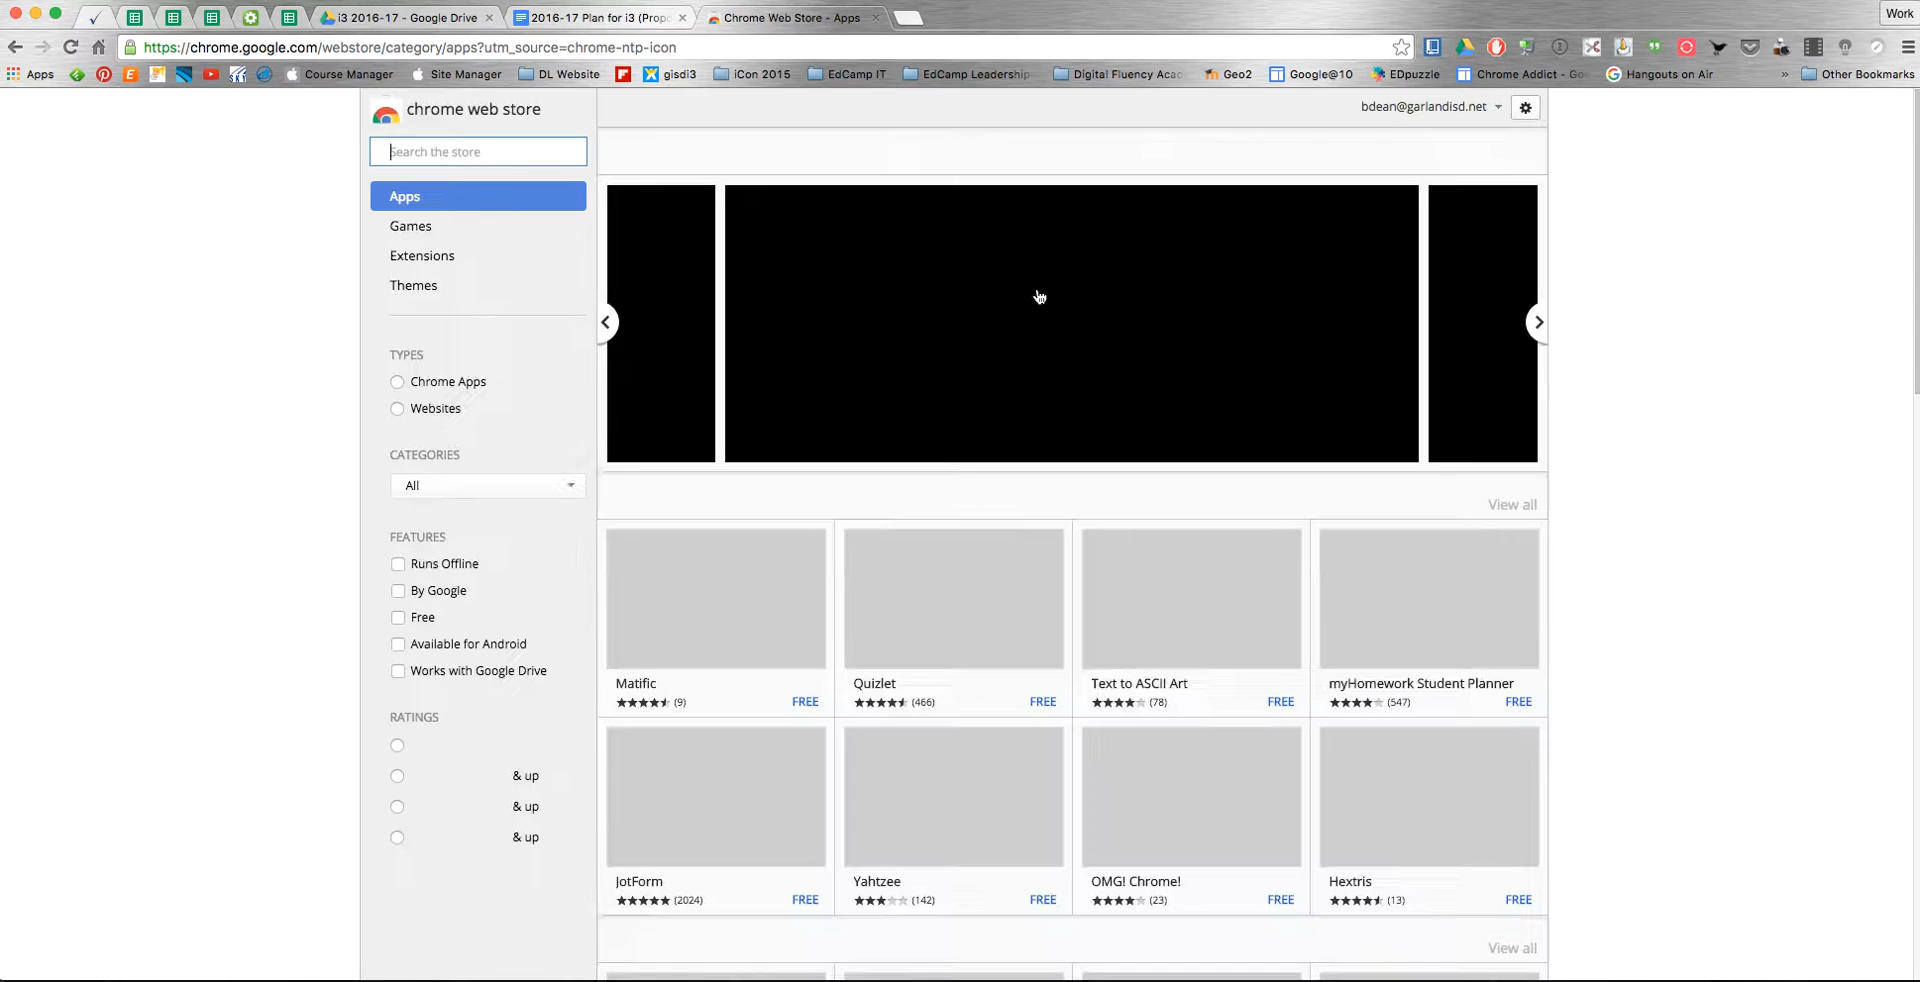 i3 2016-17 - Google Drive
2016-17 Plan for i3 (Propo
Chrome Web Store - Apps
Work
https://chrome.google.com/webstore/category/apps?utm_source=chrome-ntp-icon
Apps
Course Manager
Site Manager
DL Website
gisdi3
iCon 2015
EdCamp IT
EdCamp Leadership
Digital Fluency Acad
Geo2
Google@10
EDpuzzle
Chrome Addict - Go
Hangouts on Air
»
Other Bookmarks
chrome web store
bdean@garlandisd.net
Search the store
Apps
Games
Extensions
Themes
TYPES
Chrome Apps
Websites
CATEGORIES
All
FEATURES
Runs Offline
By Google
Free
Available for Android
Works with Google Drive
RATINGS
& up
& up
& up
View all
Matific
(9) FREE
Quizlet
(466) FREE
Text to ASCII Art
(78) FREE
myHomework Student Planner
(547) FREE
JotForm
(2024) FREE
Yahtzee
(142) FREE
OMG! Chrome!
(23) FREE
Hextris
(13) FREE
View all